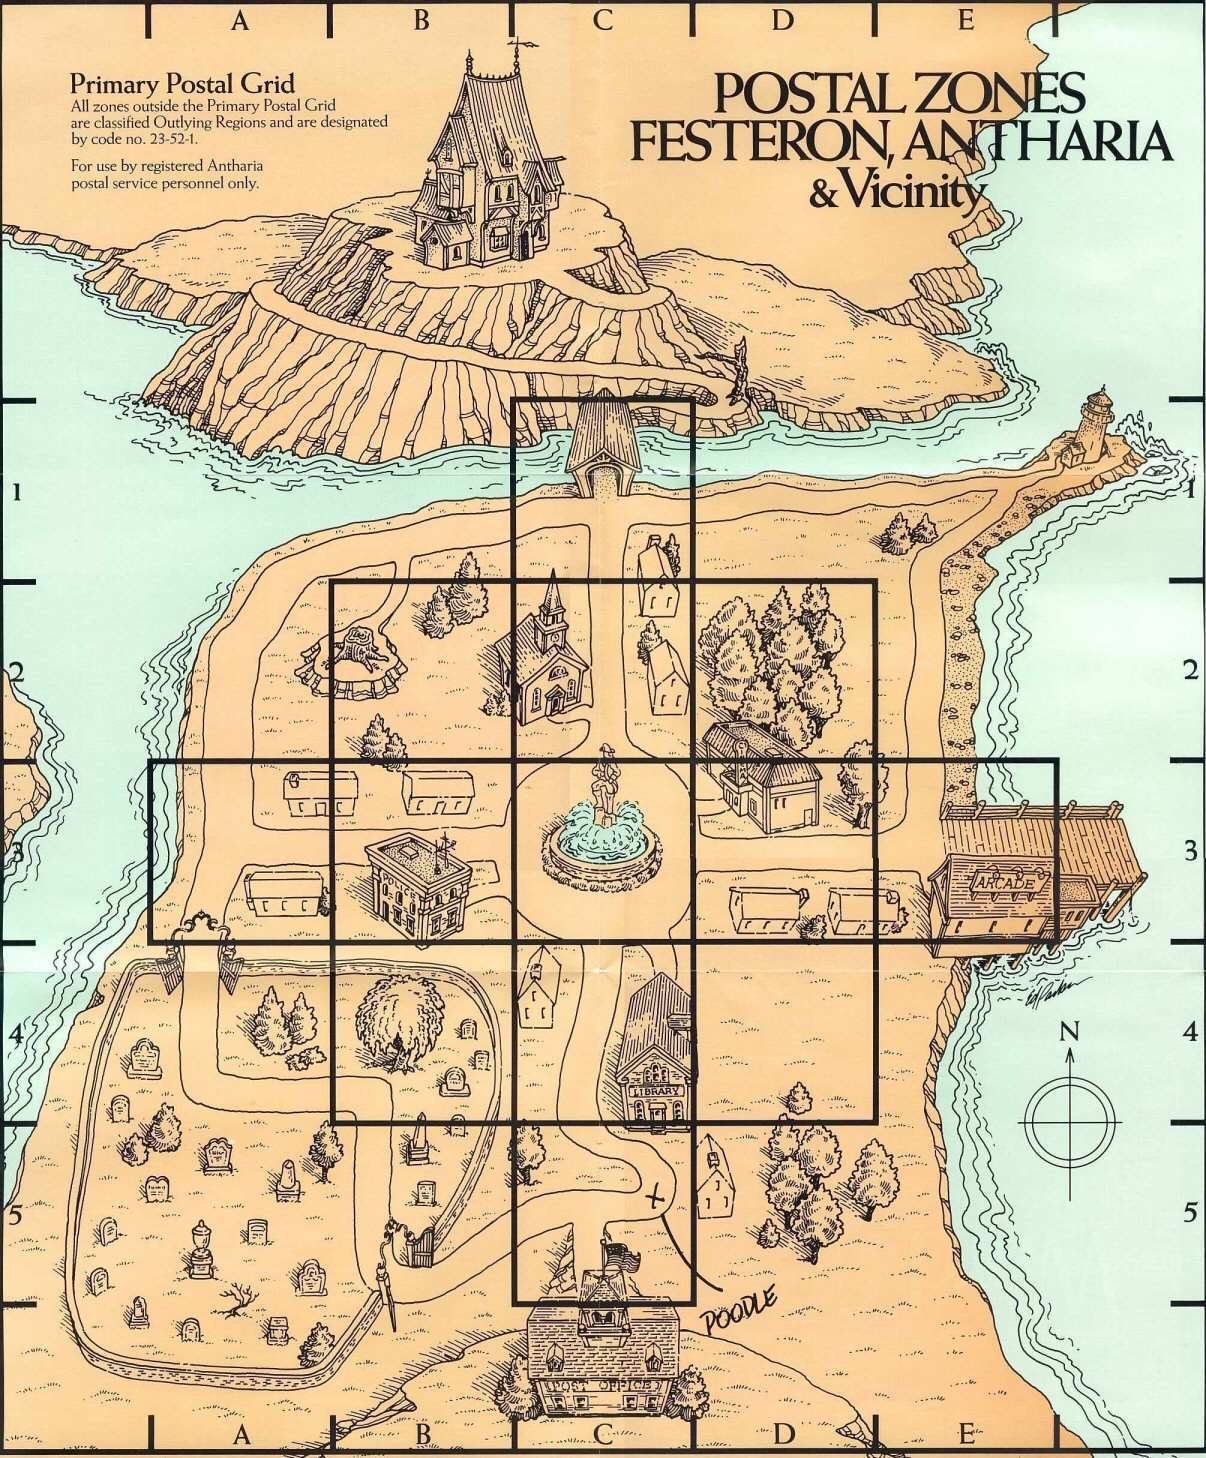 A B C D E
Primary Postal Grid
All zones outside the Primary Postal Grid
are classified Outlying Regions and are designated
by code no. 23-52-1.
For use by registered Antharia
postal service personnel only.
POSTAL ZONES
FESTERON, ANTHARIA
& Vicinity
1
1
2
2
3
3
ARCADE
Ed Parker
N
4
4
LIBRARY
5
5
POODLE
POST OFFICE
A B C D E